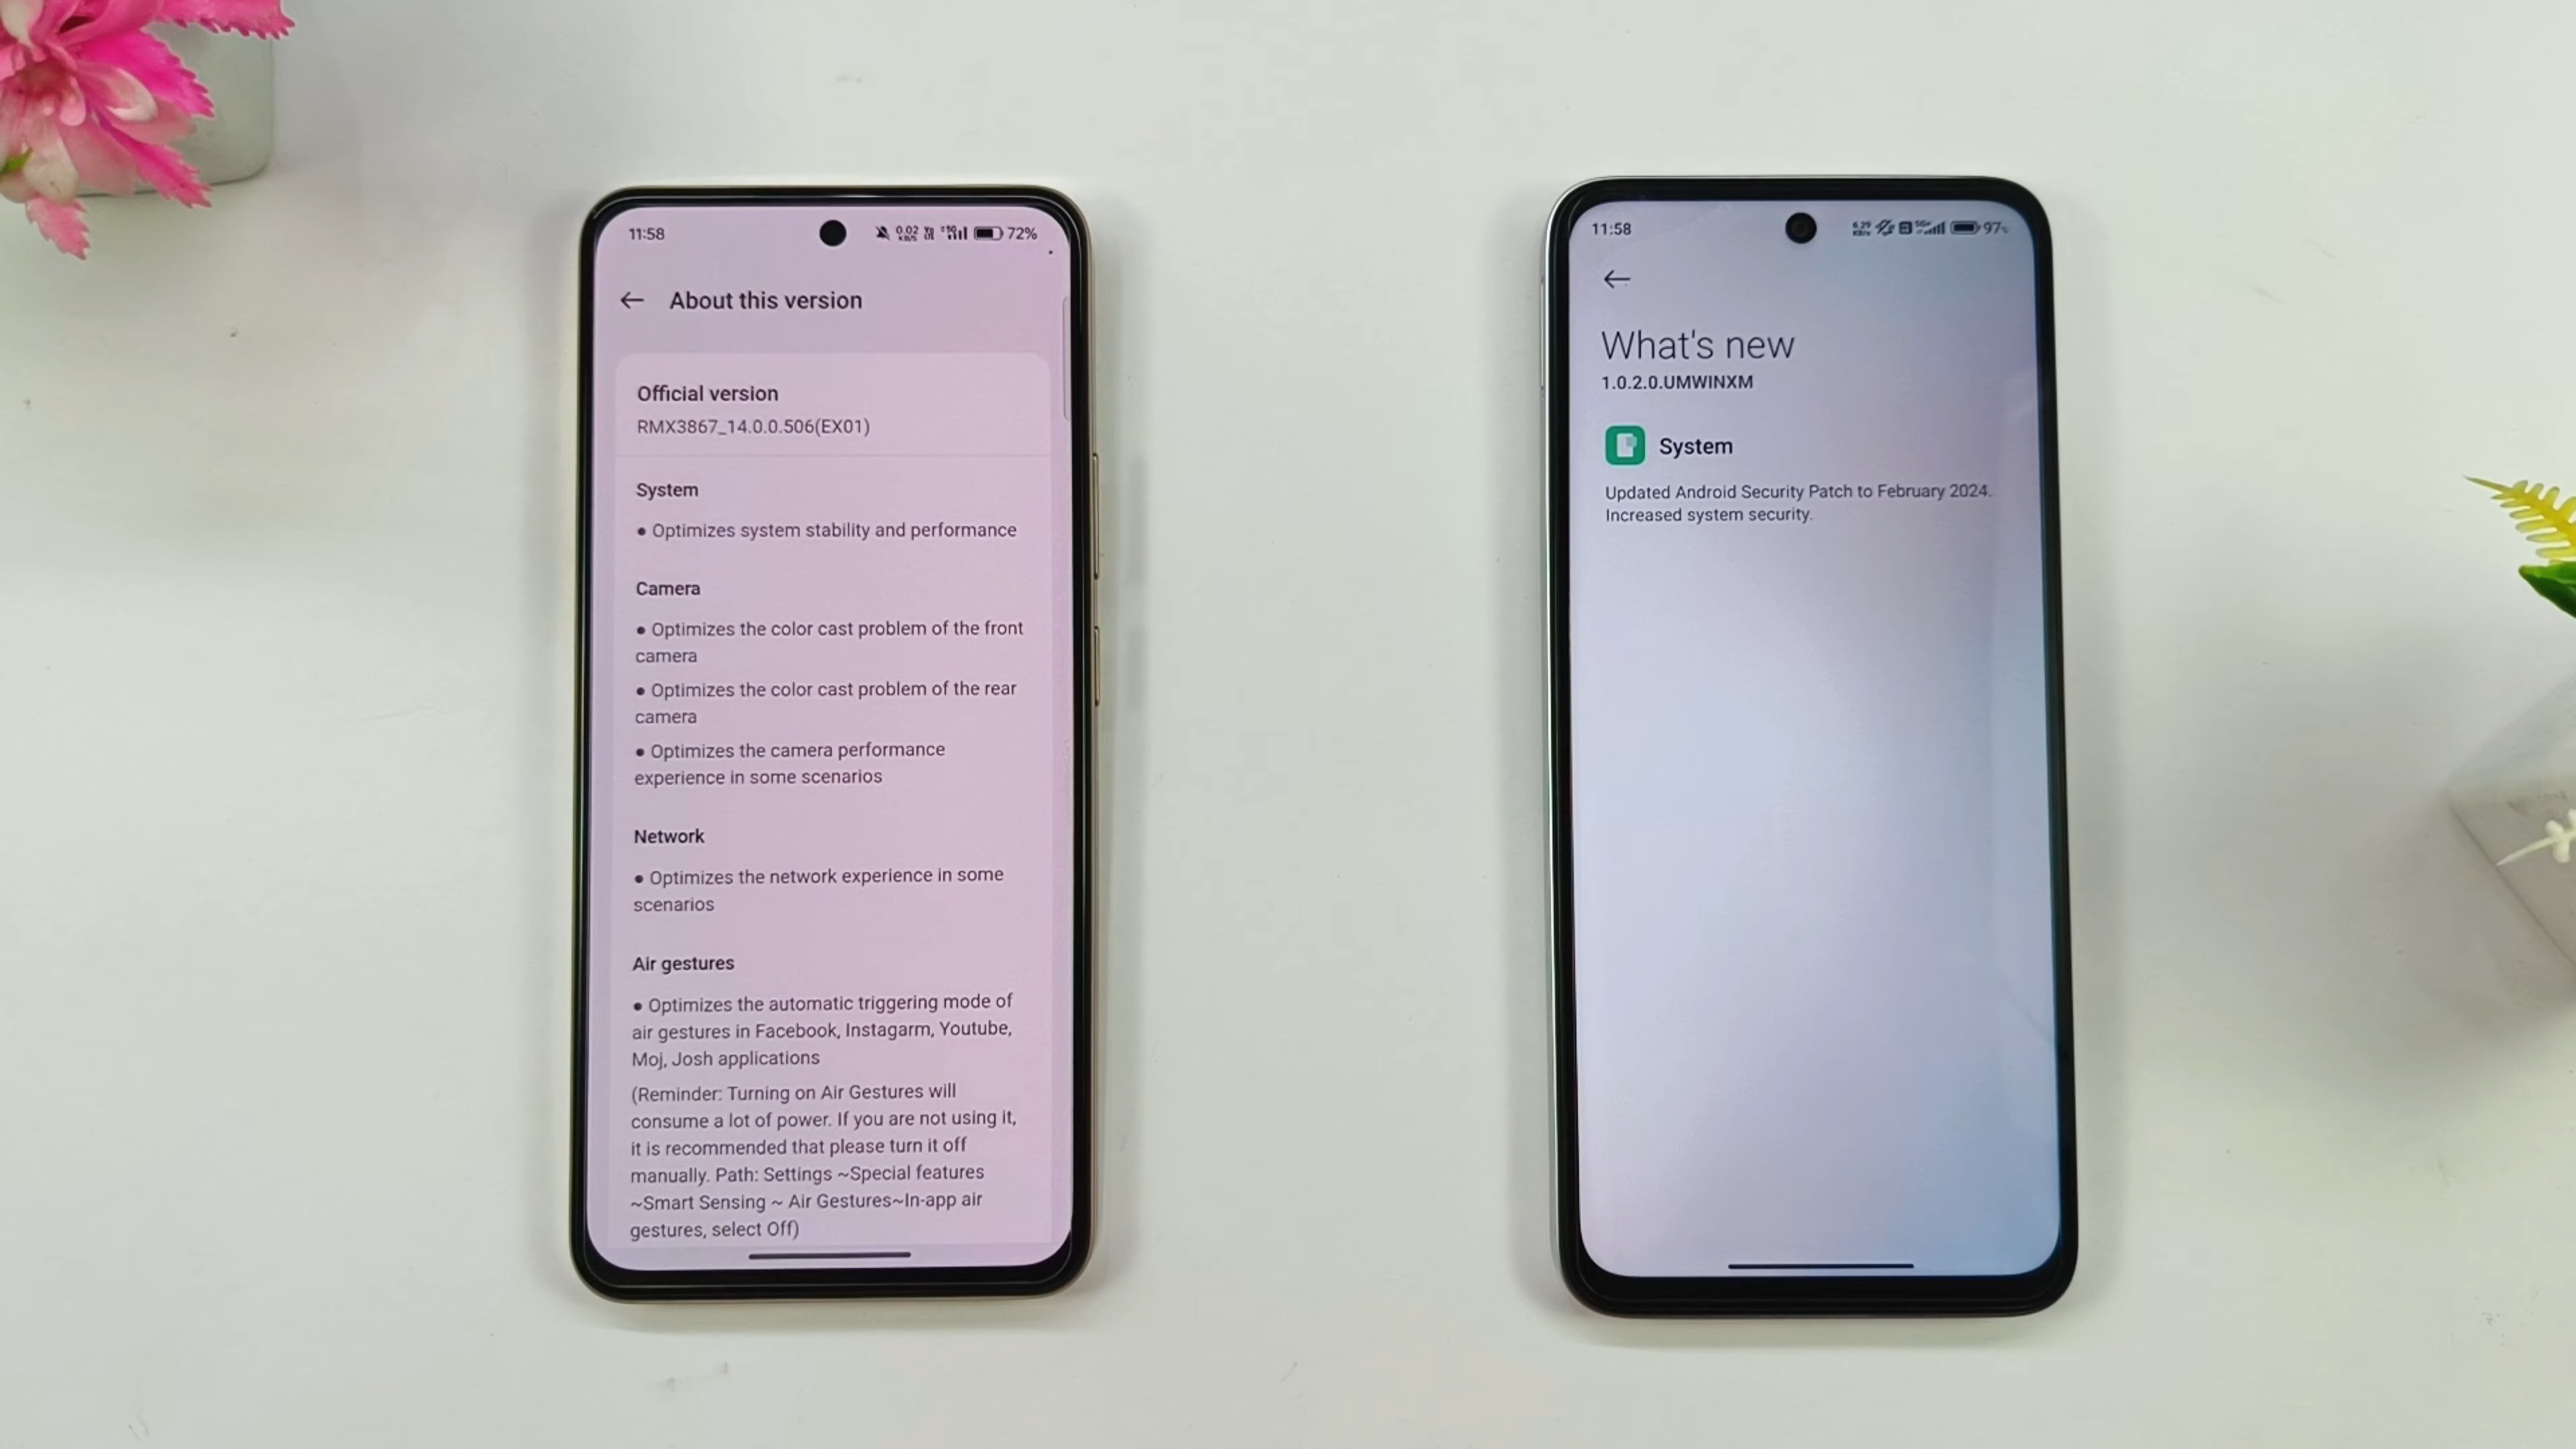 11:58
0.02
KB/S
72%
About this version
Official version
RMX3867_14.0.0.506(EX01)
System
● Optimizes system stability and performance
Camera
● Optimizes the color cast problem of the front
camera
● Optimizes the color cast problem of the rear
camera
● Optimizes the camera performance
experience in some scenarios
Network
● Optimizes the network experience in some
scenarios
Air gestures
● Optimizes the automatic triggering mode of
air gestures in Facebook, Instagarm, Youtube,
Moj, Josh applications
(Reminder: Turning on Air Gestures will
consume a lot of power. If you are not using it,
it is recommended that please turn it off
manually. Path: Settings ~Special features
~Smart Sensing ~ Air Gestures~In-app air
gestures, select Off)
11:58
97%
What's new
1.0.2.0.UMWINXM
System
Updated Android Security Patch to February 2024.
Increased system security.